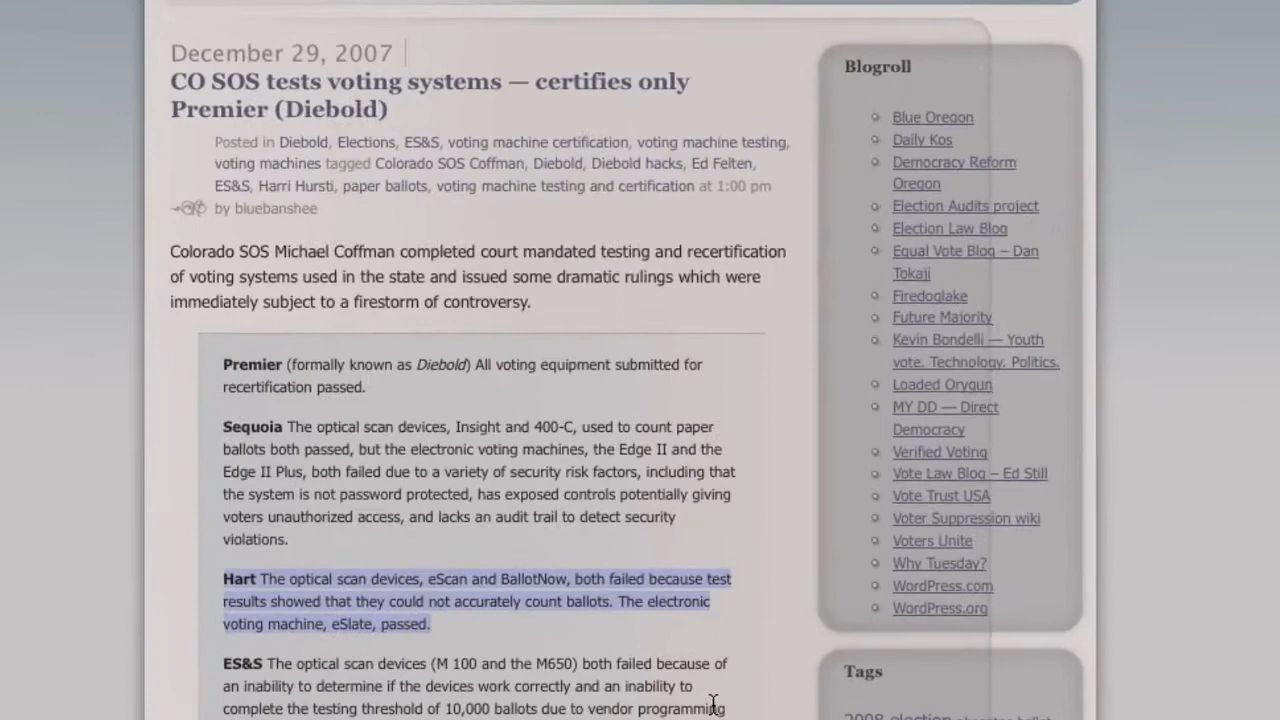 December 29, 2007
CO SOS tests voting systems — certifies only
Premier (Diebold)
Posted in Diebold, Elections, ES&S, voting machine certification, voting machine testing,
voting machines tagged Colorado SOS Coffman, Diebold, Diebold hacks, Ed Felten,
ES&S, Harri Hursti, paper ballots, voting machine testing and certification at 1:00 pm
by bluebanshee
Colorado SOS Michael Coffman completed court mandated testing and recertification
of voting systems used in the state and issued some dramatic rulings which were
immediately subject to a firestorm of controversy.
Premier (formally known as Diebold) All voting equipment submitted for
recertification passed.
Sequoia The optical scan devices, Insight and 400-C, used to count paper
ballots both passed, but the electronic voting machines, the Edge II and the
Edge II Plus, both failed due to a variety of security risk factors, including that
the system is not password protected, has exposed controls potentially giving
voters unauthorized access, and lacks an audit trail to detect security
violations.
Hart The optical scan devices, eScan and BallotNow, both failed because test
results showed that they could not accurately count ballots. The electronic
voting machine, eSlate, passed.
ES&S The optical scan devices (M 100 and the M650) both failed because of
an inability to determine if the devices work correctly and an inability to
complete the testing threshold of 10,000 ballots due to vendor programming
Blogroll
Blue Oregon
Daily Kos
Democracy Reform
Oregon
Election Audits project
Election Law Blog
Equal Vote Blog – Dan
Tokaji
Firedoglake
Future Majority
Kevin Bondelli — Youth
vote. Technology. Politics.
Loaded Orygun
MY DD — Direct
Democracy
Verified Voting
Vote Law Blog – Ed Still
Vote Trust USA
Voter Suppression wiki
Voters Unite
Why Tuesday?
WordPress.com
WordPress.org
Tags
2008 election